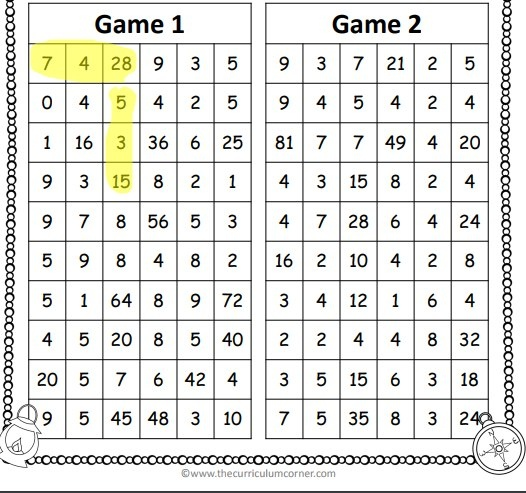 Game 1 Game 2
7 4 28 9 3 5 9 3 7 21 2 5
0 4 5 4 2 5 9 4 5 4 2 4
1 16 3 36 6 25 81 7 7 49 4 20
9 3 15 8 2 1 4 3 15 8 2 4
9 7 8 56 5 3 4 7 28 6 4 24
5 9 8 4 8 2 16 2 10 4 2 8
5 1 64 8 9 72 3 4 12 1 6 4
4 5 20 8 5 40 2 2 4 4 8 32
20 5 7 6 42 4 3 5 15 6 3 18
9 5 45 48 3 10 7 5 35 8 3 24
©www.thecurriculumcorner.com